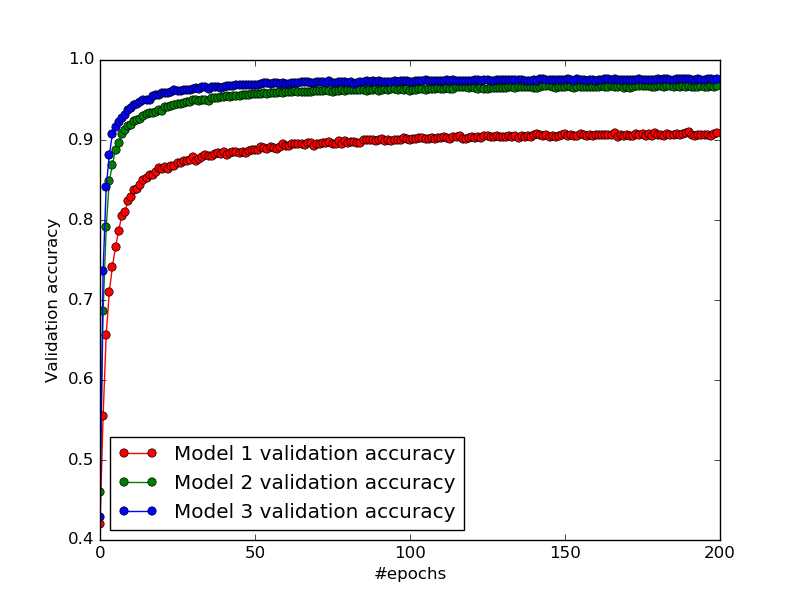 1.0
0.9
0.8
0.7
0.6
0.5
0.4
Validation accuracy
Model 1 validation accuracy
Model 2 validation accuracy
Model 3 validation accuracy
0 50 100 150 200
#epochs